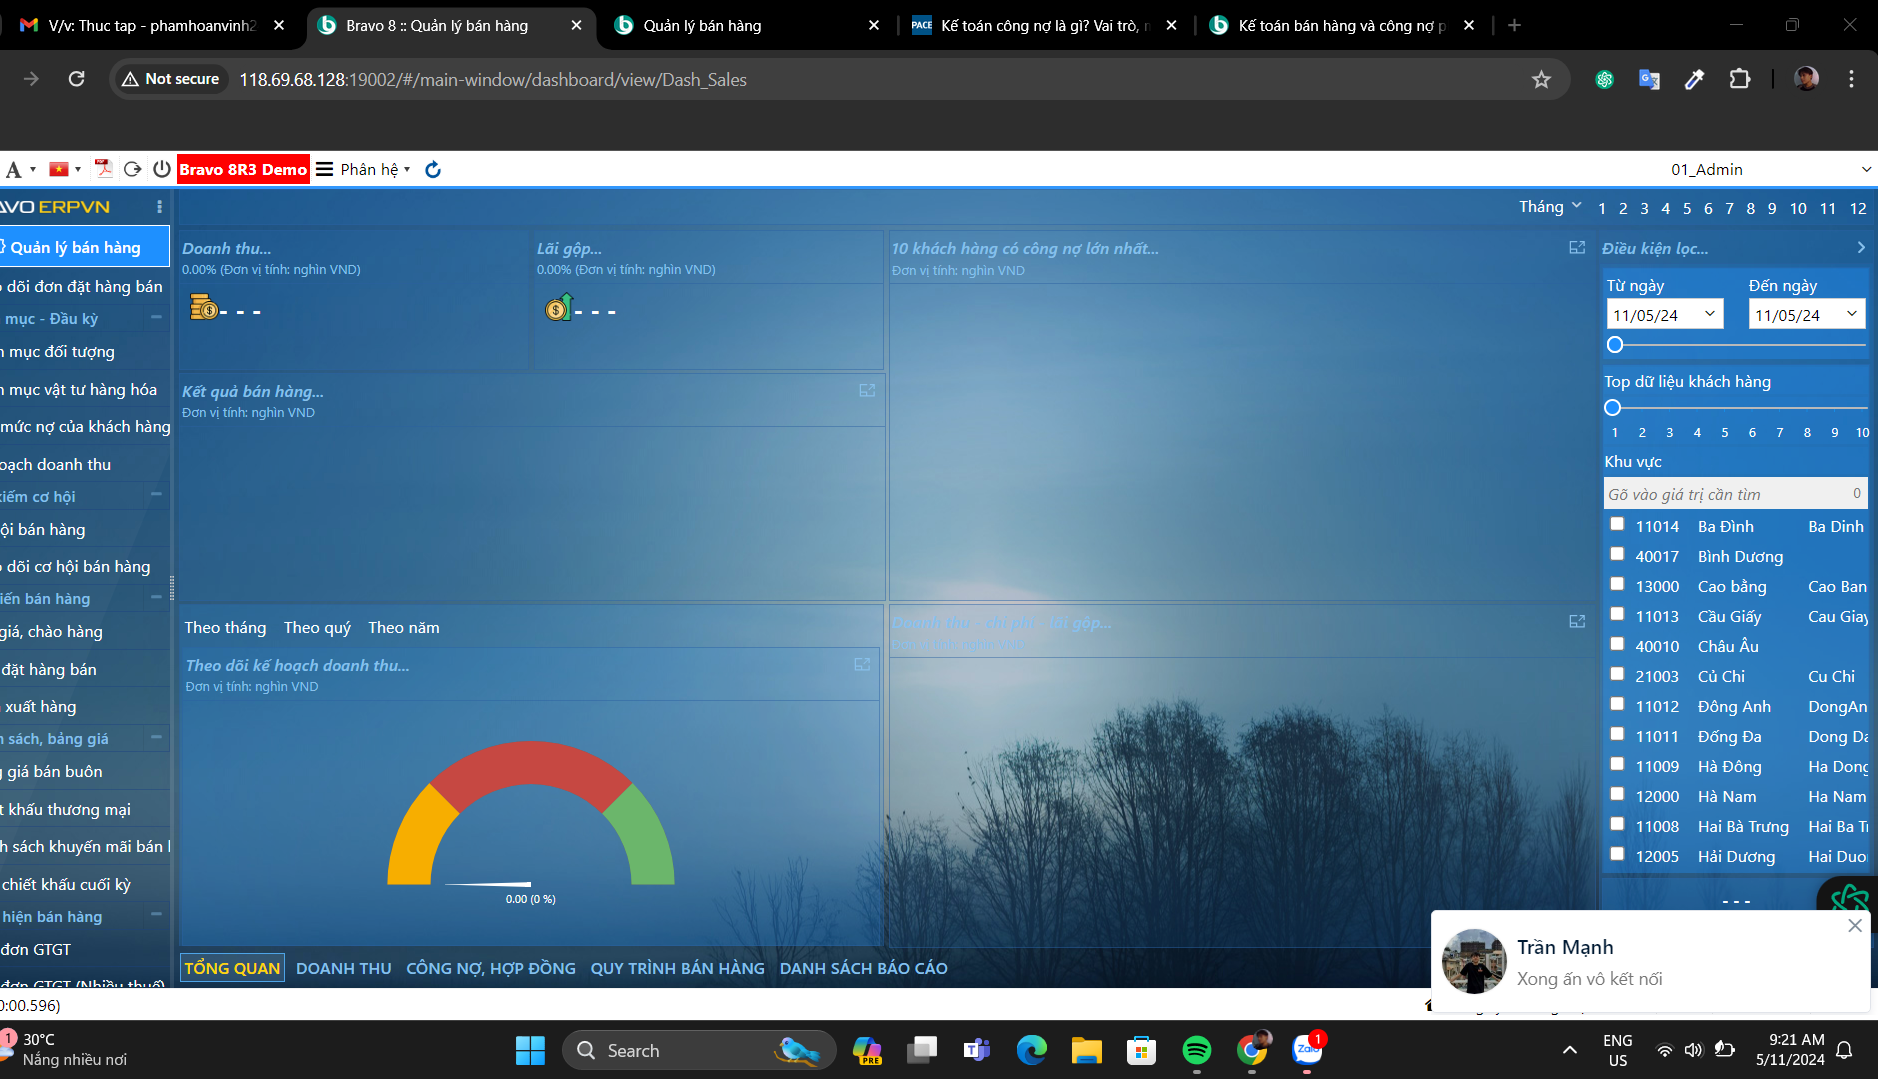 V/v: Thuc tap - phamhoanvinh2
Bravo 8 :: Quản lý bán hàng
Quản lý bán hàng
PACE Kế toán công nợ là gì? Vai trò,
Kế toán bán hàng và công nợ p
Not secure
118.69.68.128:19002/#/main-window/dashboard/view/Dash_Sales
A
Bravo 8R3 Demo
Phân hệ
01_Admin
AVO ERPVN
Tháng 1 2 3 4 5 6 7 8 9 10 11 12
Quản lý bán hàng
dõi đơn đặt hàng bán
mục - Đầu kỳ
mục đối tượng
mục vật tư hàng hóa
mức nợ của khách hàng
oạch doanh thu
kiếm cơ hội
ội bán hàng
dõi cơ hội bán hàng
iến bán hàng
giá, chào hàng
đặt hàng bán
xuất hàng
sách, bảng giá
giá bán buôn
t khấu thương mại
h sách khuyến mãi bán
chiết khấu cuối kỳ
hiện bán hàng
đơn GTGT
đơn GTGT (Nhiều thuế)
Doanh thu...
0.00% (Đơn vị tính: nghìn VND)
- - -
Lãi gộp...
0.00% (Đơn vị tính: nghìn VND)
- - -
10 khách hàng có công nợ lớn nhất...
Đơn vị tính: nghìn VND
Kết quả bán hàng...
Đơn vị tính: nghìn VND
Theo tháng Theo quý Theo năm
Theo dõi kế hoạch doanh thu...
Đơn vị tính: nghìn VND
0.00 (0 %)
Doanh thu - chi phí - lãi gộp...
Đơn vị tính: nghìn VND
Điều kiện lọc...
Từ ngày Đến ngày
11/05/24 11/05/24
Top dữ liệu khách hàng
1 2 3 4 5 6 7 8 9 10
Khu vực
Gõ vào giá trị cần tìm 0
11014 Ba Đình Ba Dinh
40017 Bình Dương
13000 Cao bằng Cao Ban
11013 Cầu Giấy Cau Giay
40010 Châu Âu
21003 Củ Chi Cu Chi
11012 Đông Anh DongAn
11011 Đống Đa Dong Da
11009 Hà Đông Ha Dong
12000 Hà Nam Ha Nam
11008 Hai Bà Trưng Hai Ba Tr
12005 Hải Dương Hai Duo
- - -
TỔNG QUAN DOANH THU CÔNG NỢ, HỢP ĐỒNG QUY TRÌNH BÁN HÀNG DANH SÁCH BÁO CÁO
Trần Mạnh
Xong ấn vô kết nối
0:00.596)
1
30°C
Nắng nhiều nơi
Search
PRE
Zalo
1
ENG
US
9:21 AM
5/11/2024